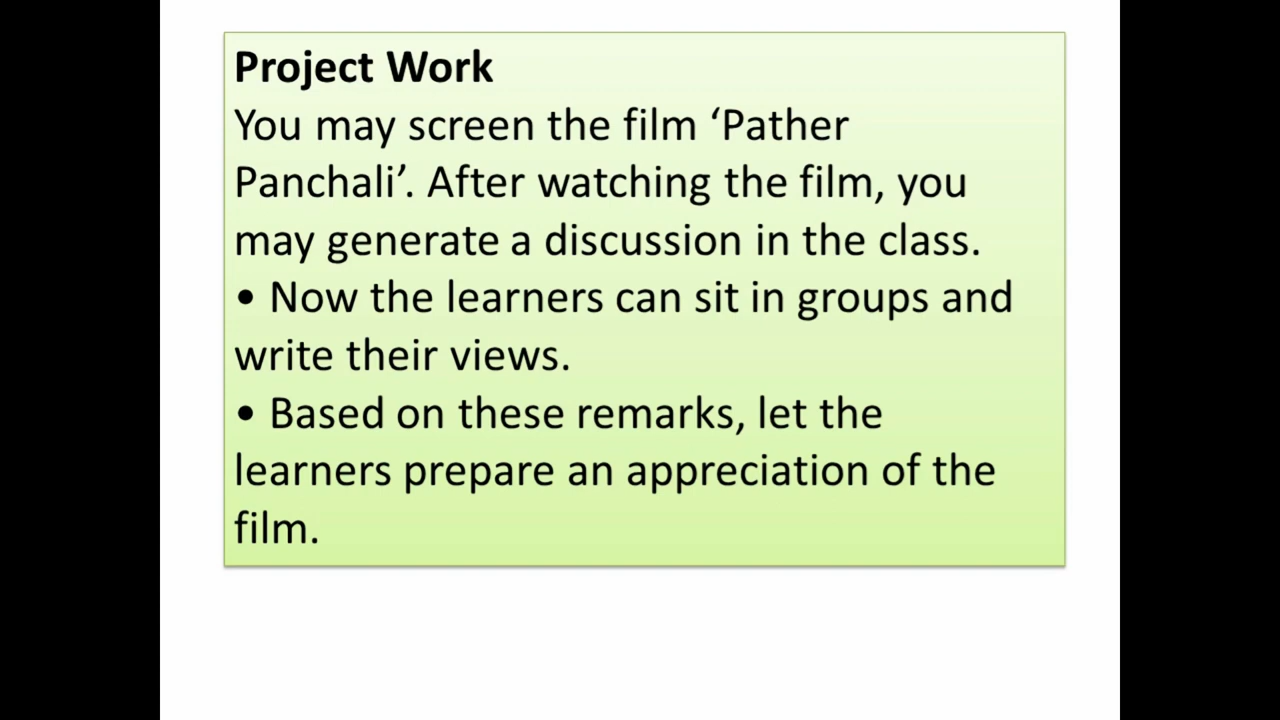 Project Work
You may screen the film ‘Pather
Panchali’. After watching the film, you
may generate a discussion in the class.
• Now the learners can sit in groups and
write their views.
• Based on these remarks, let the
learners prepare an appreciation of the
film.